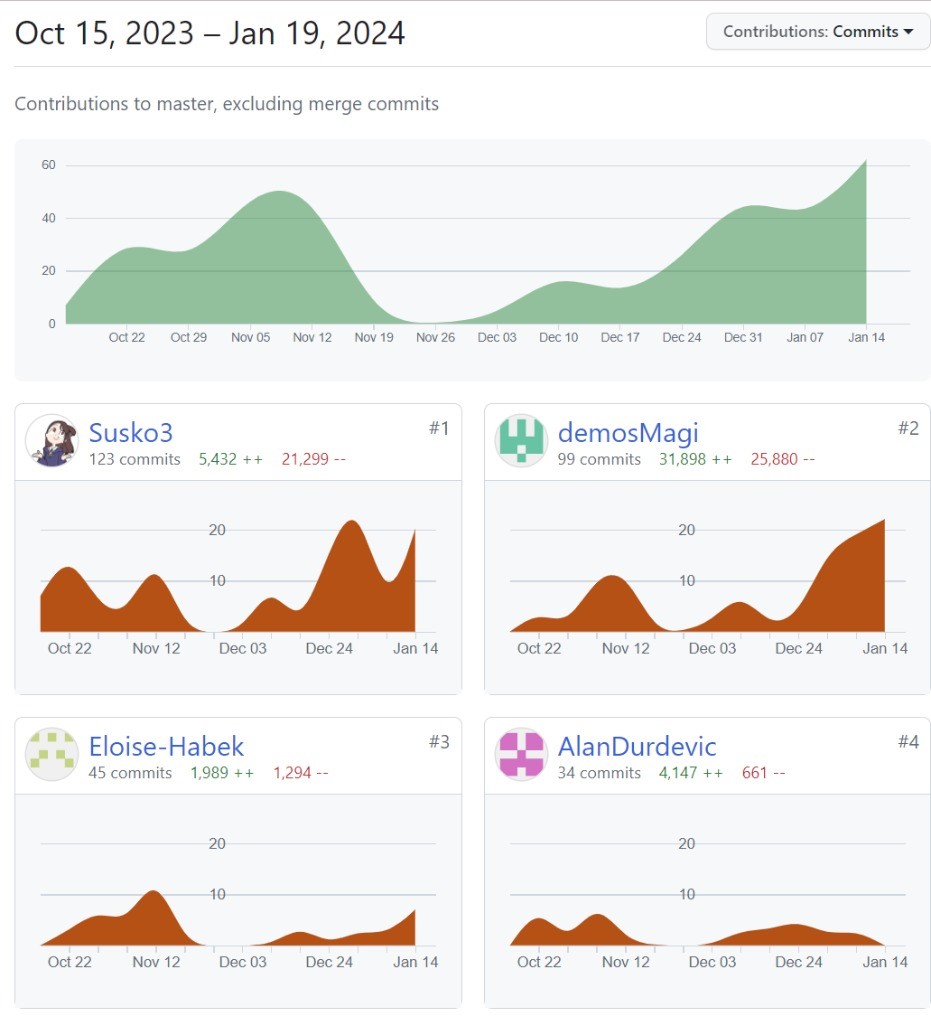 Oct 15, 2023 – Jan 19, 2024
Contributions: Commits
Contributions to master, excluding merge commits
60
40
20
0
Oct 22 Oct 29 Nov 05 Nov 12 Nov 19 Nov 26 Dec 03 Dec 10 Dec 17 Dec 24 Dec 31 Jan 07 Jan 14
Susko3 #1
123 commits 5,432 ++ 21,299 --
20
10
Oct 22 Nov 12 Dec 03 Dec 24 Jan 14
demosMagi #2
99 commits 31,898 ++ 25,880 --
20
10
Oct 22 Nov 12 Dec 03 Dec 24 Jan 14
Eloise-Habek #3
45 commits 1,989 ++ 1,294 --
20
10
Oct 22 Nov 12 Dec 03 Dec 24 Jan 14
AlanDurdevic #4
34 commits 4,147 ++ 661 --
20
10
Oct 22 Nov 12 Dec 03 Dec 24 Jan 14